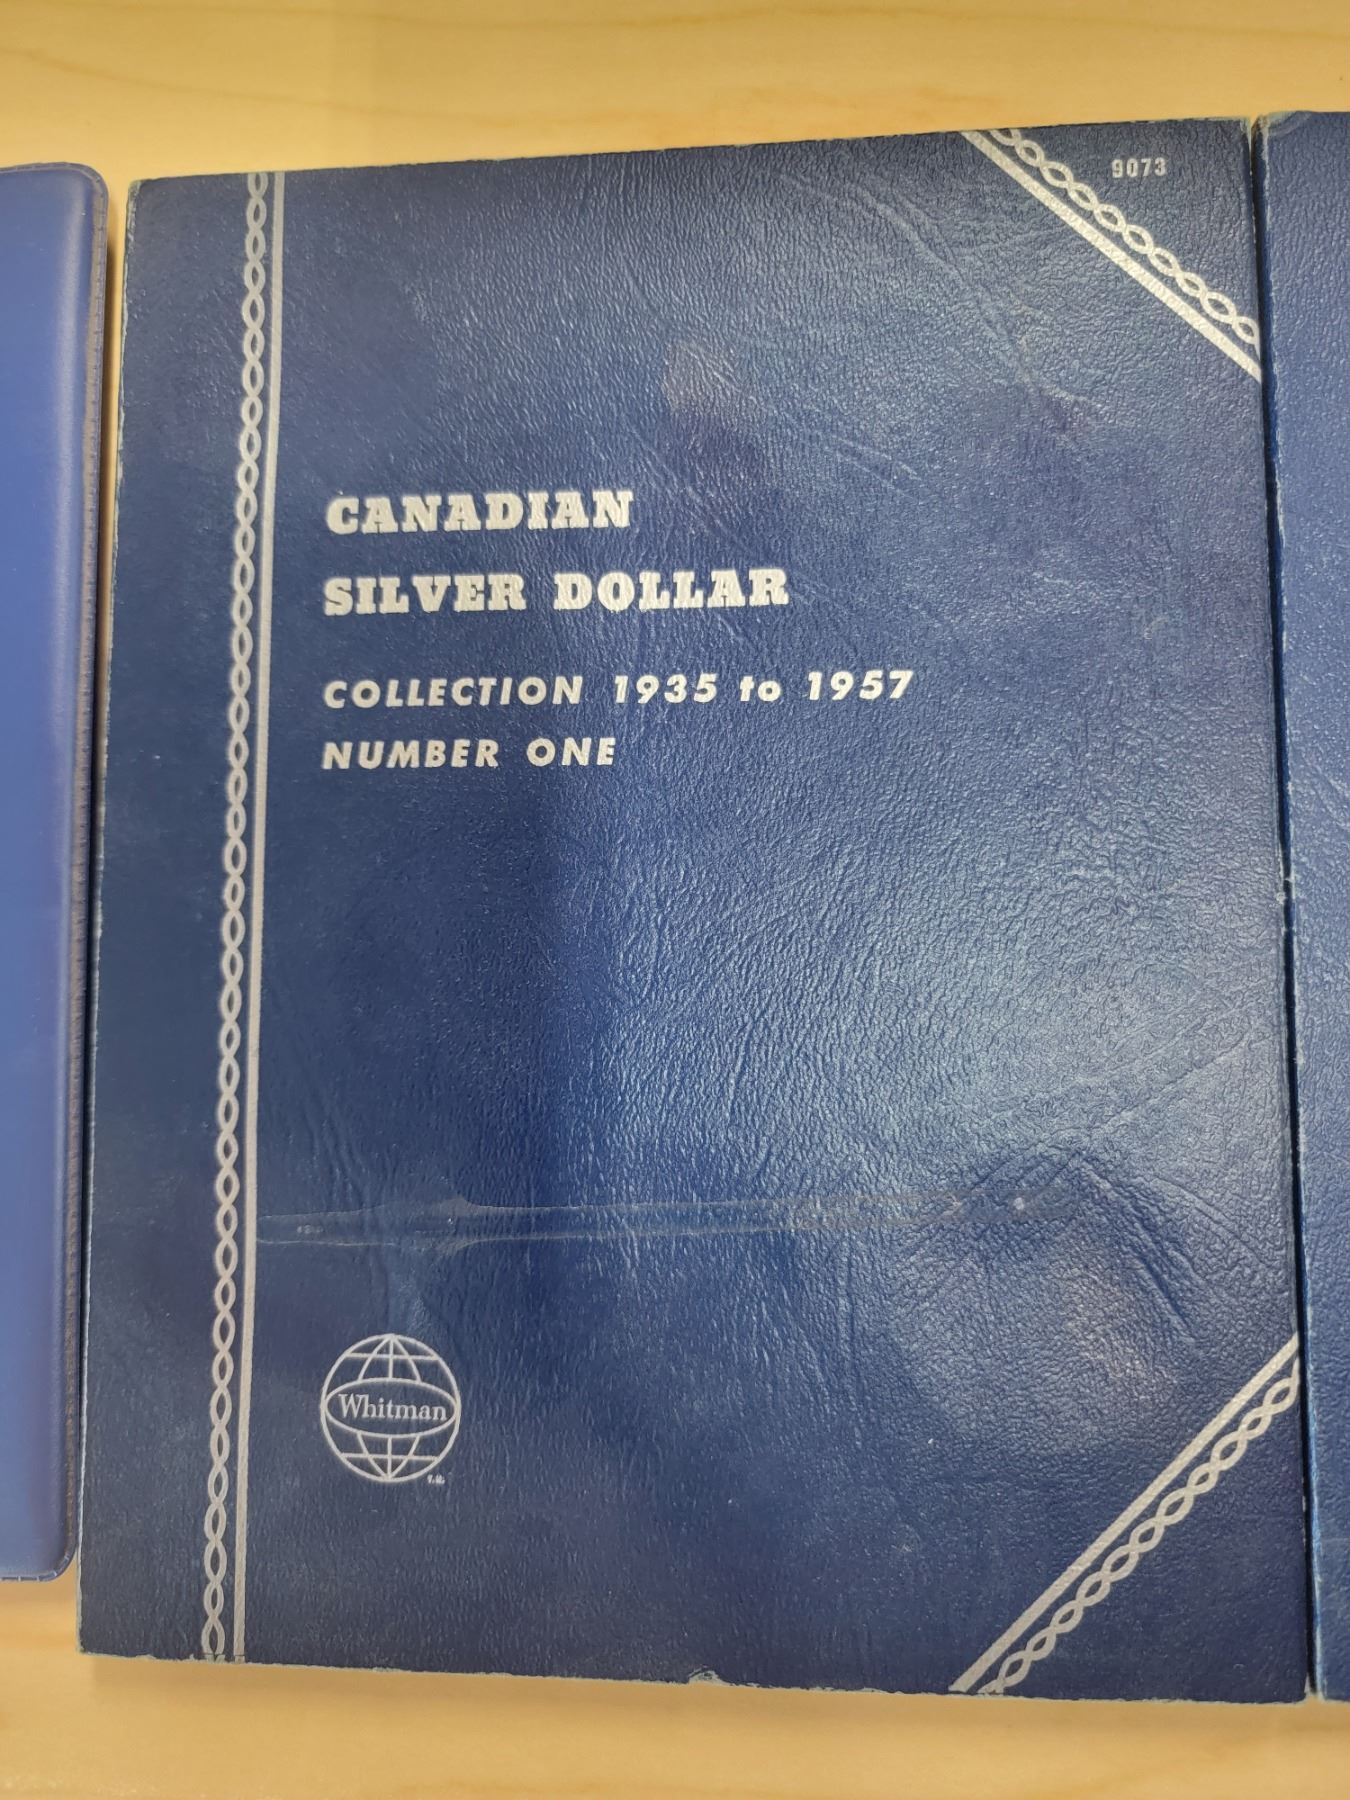 9073
CANADIAN
SILVER DOLLAR
COLLECTION 1935 to 1957
NUMBER ONE
Whitman
T.M.